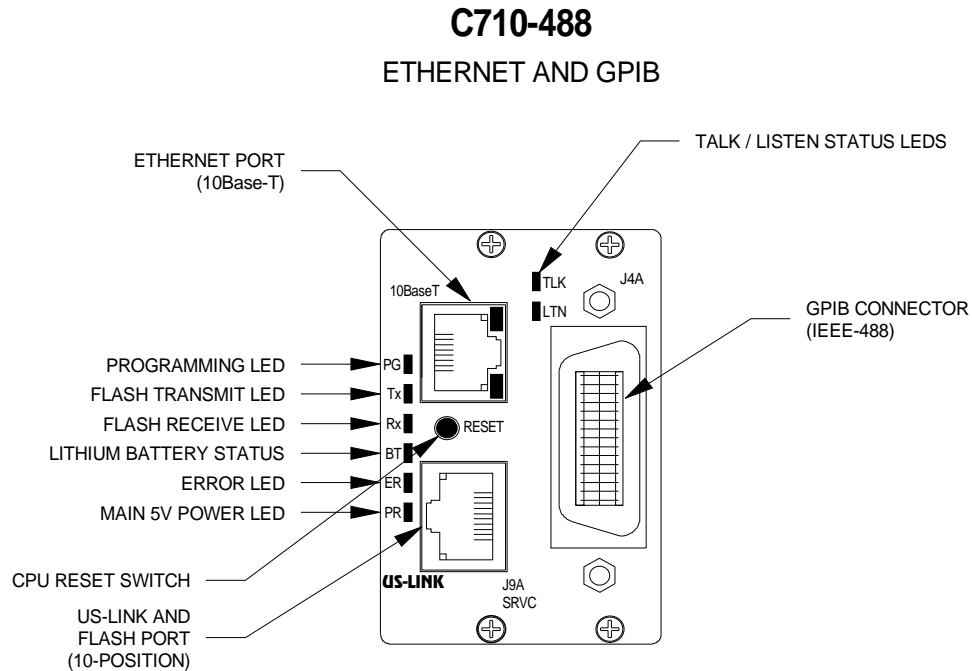 C710-488
ETHERNET AND GPIB
TALK / LISTEN STATUS LEDS
ETHERNET PORT
(10Base-T)
TLK
J4A
10BaseT
LTN
GPIB CONNECTOR
(IEEE-488)
PROGRAMMING LED
PG
FLASH TRANSMIT LED
Tx
FLASH RECEIVE LED
Rx
RESET
LITHIUM BATTERY STATUS
BT
ERROR LED
ER
MAIN 5V POWER LED
PR
CPU RESET SWITCH
US-LINK
J9A
SRVC
US-LINK AND
FLASH PORT
(10-POSITION)